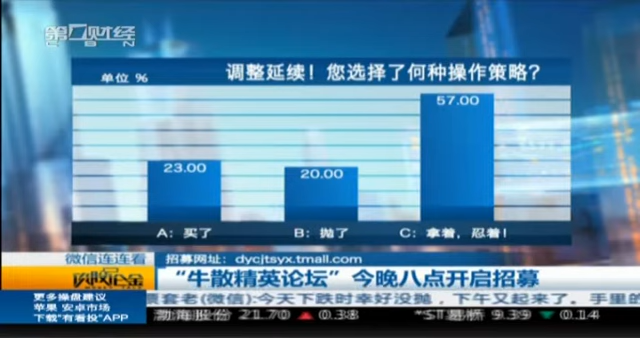 第一财经
CBN
单位 %
调整延续！您选择了何种操作策略？
23.00
20.00
57.00
A：买了
B：抛了
C：拿着，忍着！
微信连连看
招募网址：dycjtsyx.tmall.com
“牛散精英论坛”今晚八点开启招募
更多操盘建议
苹果 安卓市场
下载“有看投”APP
套老(微信):今天下跌时幸好没抛，下午又起来了。手里的
渤海股份 21.70 ▲ 0.38
9.39 ▼ 0.14